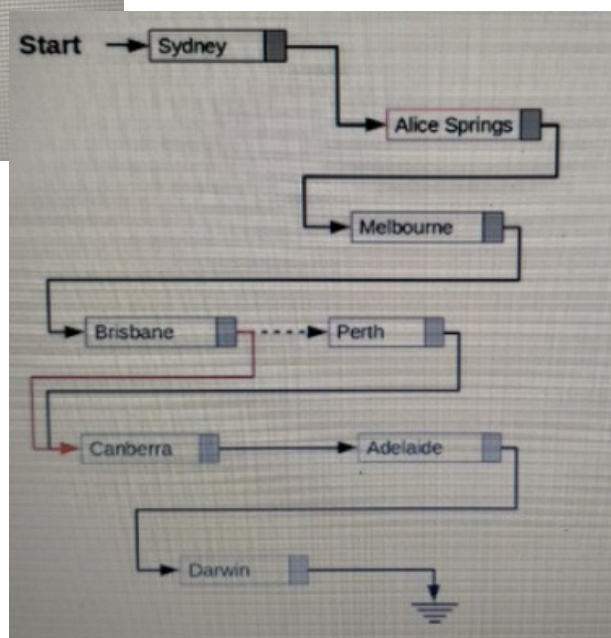 Start Sydney
Alice Springs
Melbourne
Brisbane Perth
Canberra Adelaide
Darwin